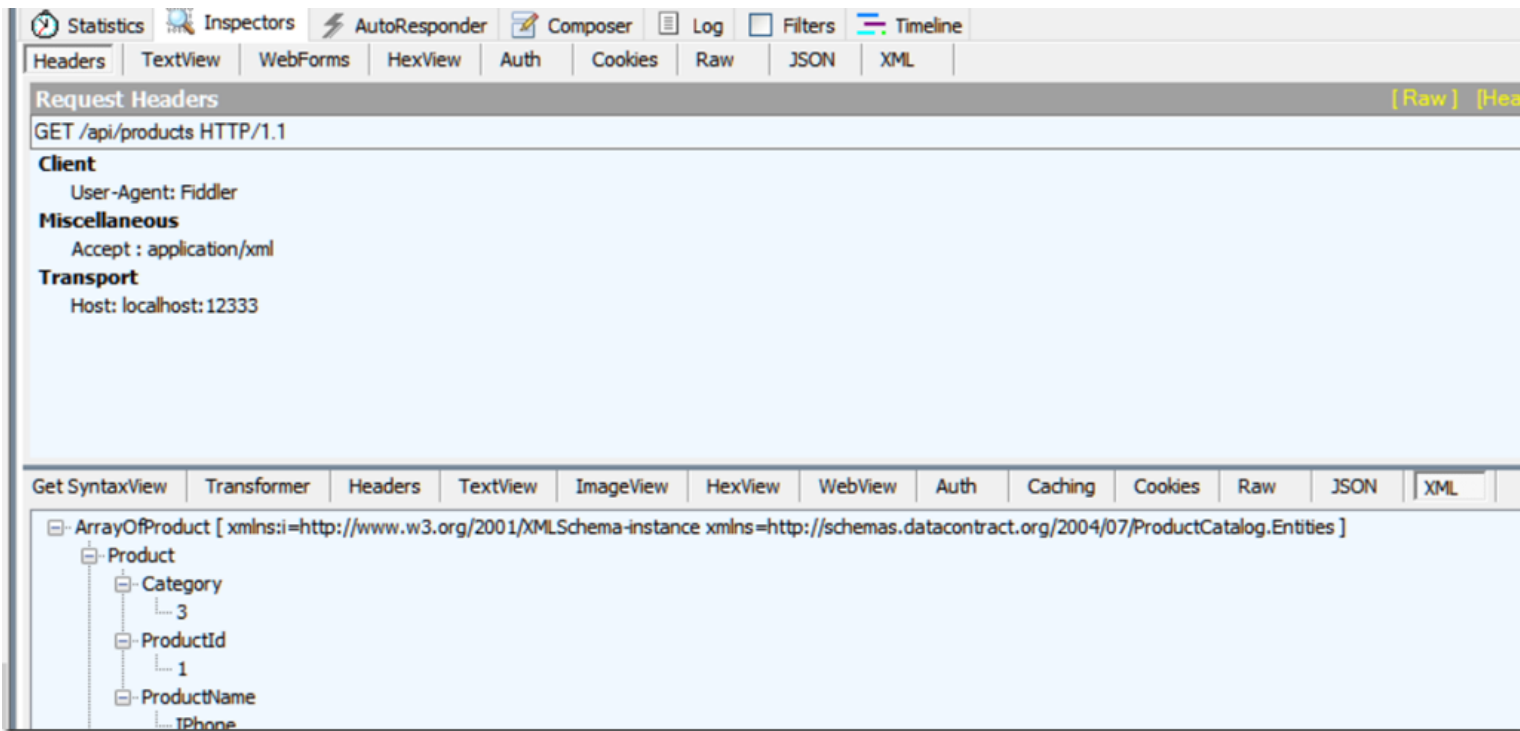 Statistics Inspectors AutoResponder Composer Log Filters Timeline
Headers TextView WebForms HexView Auth Cookies Raw JSON XML
Request Headers [Raw] [Hea
GET /api/products HTTP/1.1
Client
User-Agent: Fiddler
Miscellaneous
Accept : application/xml
Transport
Host: localhost:12333
Get SyntaxView Transformer Headers TextView ImageView HexView WebView Auth Caching Cookies Raw JSON XML
ArrayOfProduct [ xmlns:i=http://www.w3.org/2001/XMLSchema-instance xmlns=http://schemas.datacontract.org/2004/07/ProductCatalog.Entities ]
Product
Category
3
ProductId
1
ProductName
IPhone